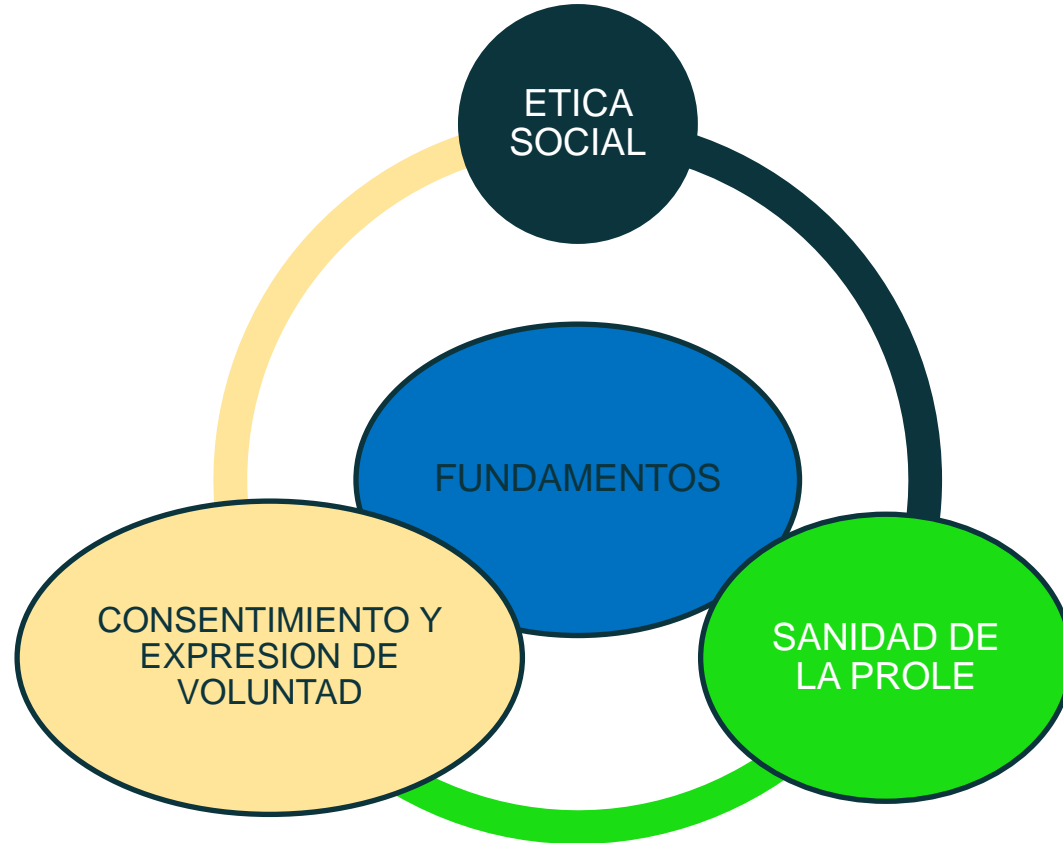 ETICA
SOCIAL
FUNDAMENTOS
CONSENTIMIENTO Y
EXPRESION DE
VOLUNTAD
SANIDAD DE
LA PROLE